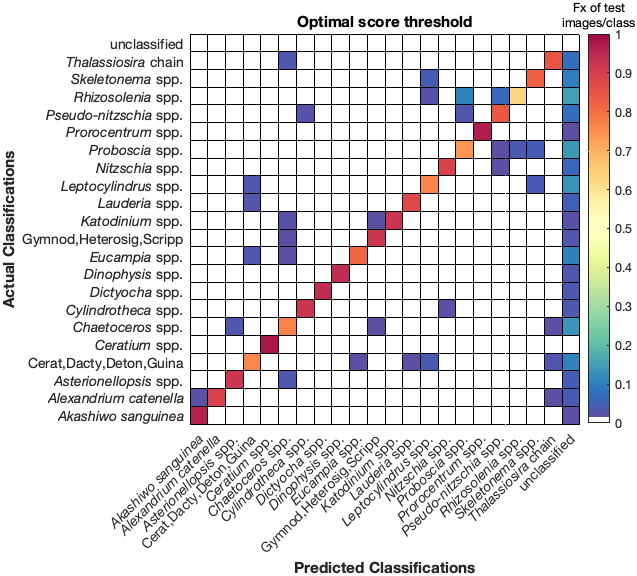 Optimal score threshold
Fx of test
images/class
unclassified
Thalassiosira chain
Skeletonema spp.
Rhizosolenia spp.
Pseudo-nitzschia spp.
Prorocentrum spp.
Proboscia spp.
Nitzschia spp.
Leptocylindrus spp.
Lauderia spp.
Katodinium spp.
Gymnod,Heterosig,Scripp
Eucampia spp.
Dinophysis spp.
Dictyocha spp.
Cylindrotheca spp.
Chaetoceros spp.
Ceratium spp.
Cerat,Dacty,Deton,Guina
Asterionellopsis spp.
Alexandrium catenella
Akashiwo sanguinea
Actual Classifications
1
0.9
0.8
0.7
0.6
0.5
0.4
0.3
0.2
0.1
0
Akashiwo sanguinea
Alexandrium catenella
Asterionellopsis spp.
Cerat,Dacty,Deton,Guina
Ceratium spp.
Chaetoceros spp.
Cylindrotheca spp.
Dictyocha spp.
Dinophysis spp.
Eucampia spp.
Gymnod,Heterosig,Scripp
Katodinium spp.
Lauderia spp.
Leptocylindrus spp.
Nitzschia spp.
Proboscia spp.
Prorocentrum spp.
Pseudo-nitzschia spp.
Rhizosolenia spp.
Skeletonema spp.
Thalassiosira chain
unclassified
Predicted Classifications